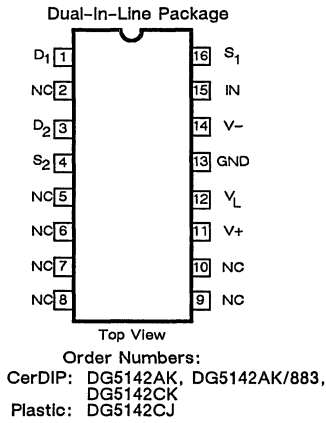 Dual-In-Line Package
D1 1 16 S1
NC 2 15 IN
D2 3 14 V-
S2 4 13 GND
NC 5 12 VL
NC 6 11 V+
NC 7 10 NC
NC 8 9 NC
Top View
Order Numbers:
CerDIP: DG5142AK, DG5142AK/883,
DG5142CK
Plastic: DG5142CJ